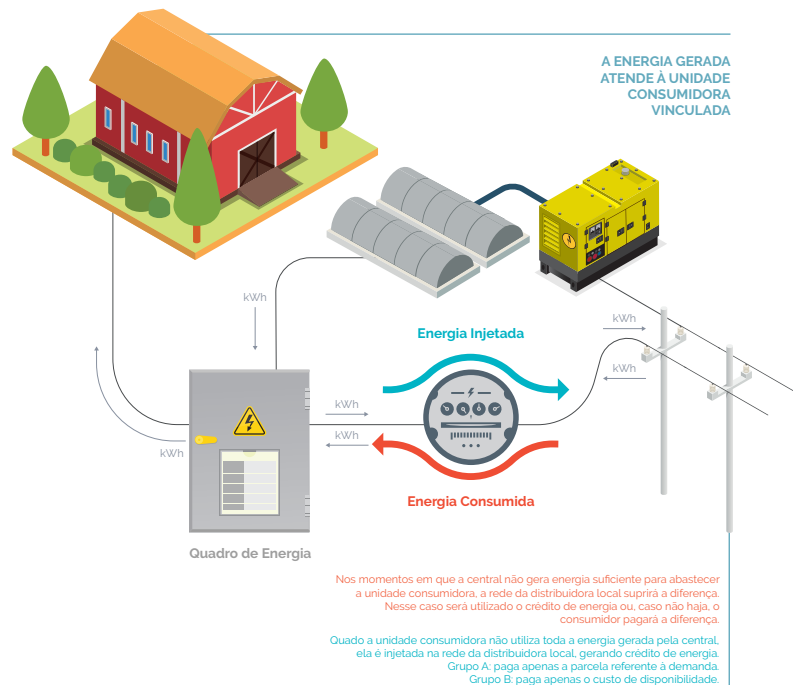 A ENERGIA GERADA
ATENDE À UNIDADE
CONSUMIDORA
VINCULADA
kWh
Energia Injetada
kWh
kWh
kWh
kWh
kWh
Energia Consumida
Quadro de Energia
Nos momentos em que a central não gera energia suficiente para abastecer
a unidade consumidora, a rede da distribuidora local suprirá a diferença.
Nesse caso será utilizado o crédito de energia ou, caso não haja, o
consumidor pagará a diferença.
Quado a unidade consumidora não utiliza toda a energia gerada pela central,
ela é injetada na rede da distribuidora local, gerando crédito de energia.
Grupo A: paga apenas a parcela referente à demanda.
Grupo B: paga apenas o custo de disponibilidade.